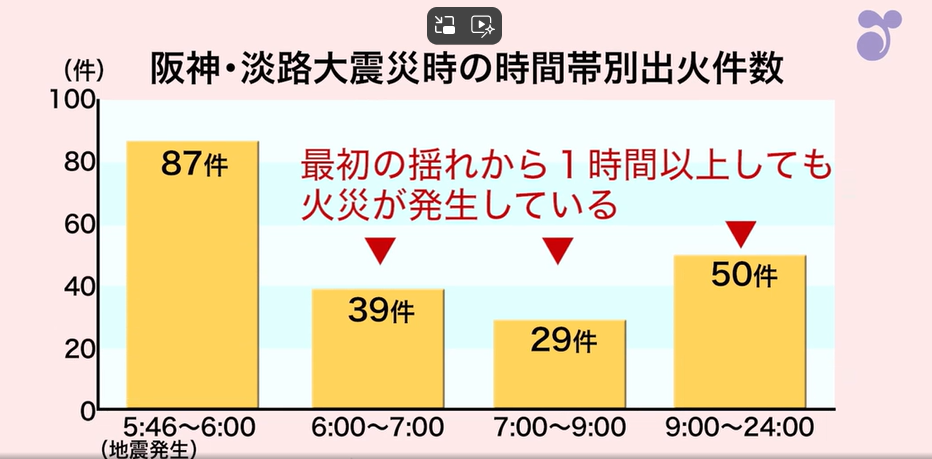 阪神・淡路大震災時の時間帯別出火件数
(件)
100
80
60
40
20
0
最初の揺れから1時間以上しても
火災が発生している
87件
39件
29件
50件
5:46〜6:00
6:00〜7:00
7:00〜9:00
9:00〜24:00
(地震発生)